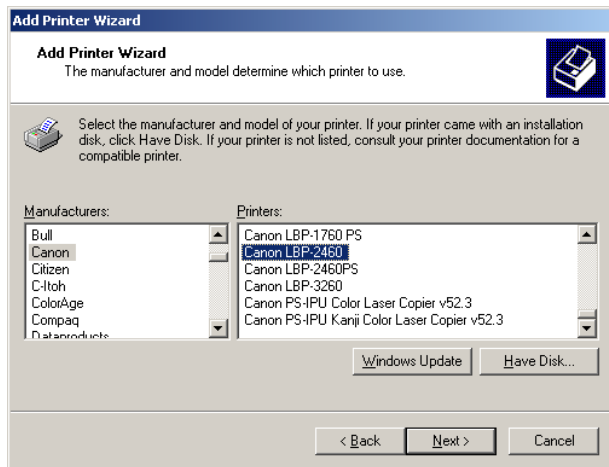 Add Printer Wizard
Add Printer Wizard
The manufacturer and model determine which printer to use.
Select the manufacturer and model of your printer. If your printer came with an installation
disk, click Have Disk. If your printer is not listed, consult your printer documentation for a
compatible printer.
Manufacturers:
Bull
Canon
Citizen
C-Itoh
ColorAge
Compaq
Dataproducts
Printers:
Canon LBP-1760 PS
Canon LBP-2460
Canon LBP-2460PS
Canon LBP-3260
Canon PS-IPU Color Laser Copier v52.3
Canon PS-IPU Kanji Color Laser Copier v52.3
Windows Update
Have Disk...
< Back
Next >
Cancel